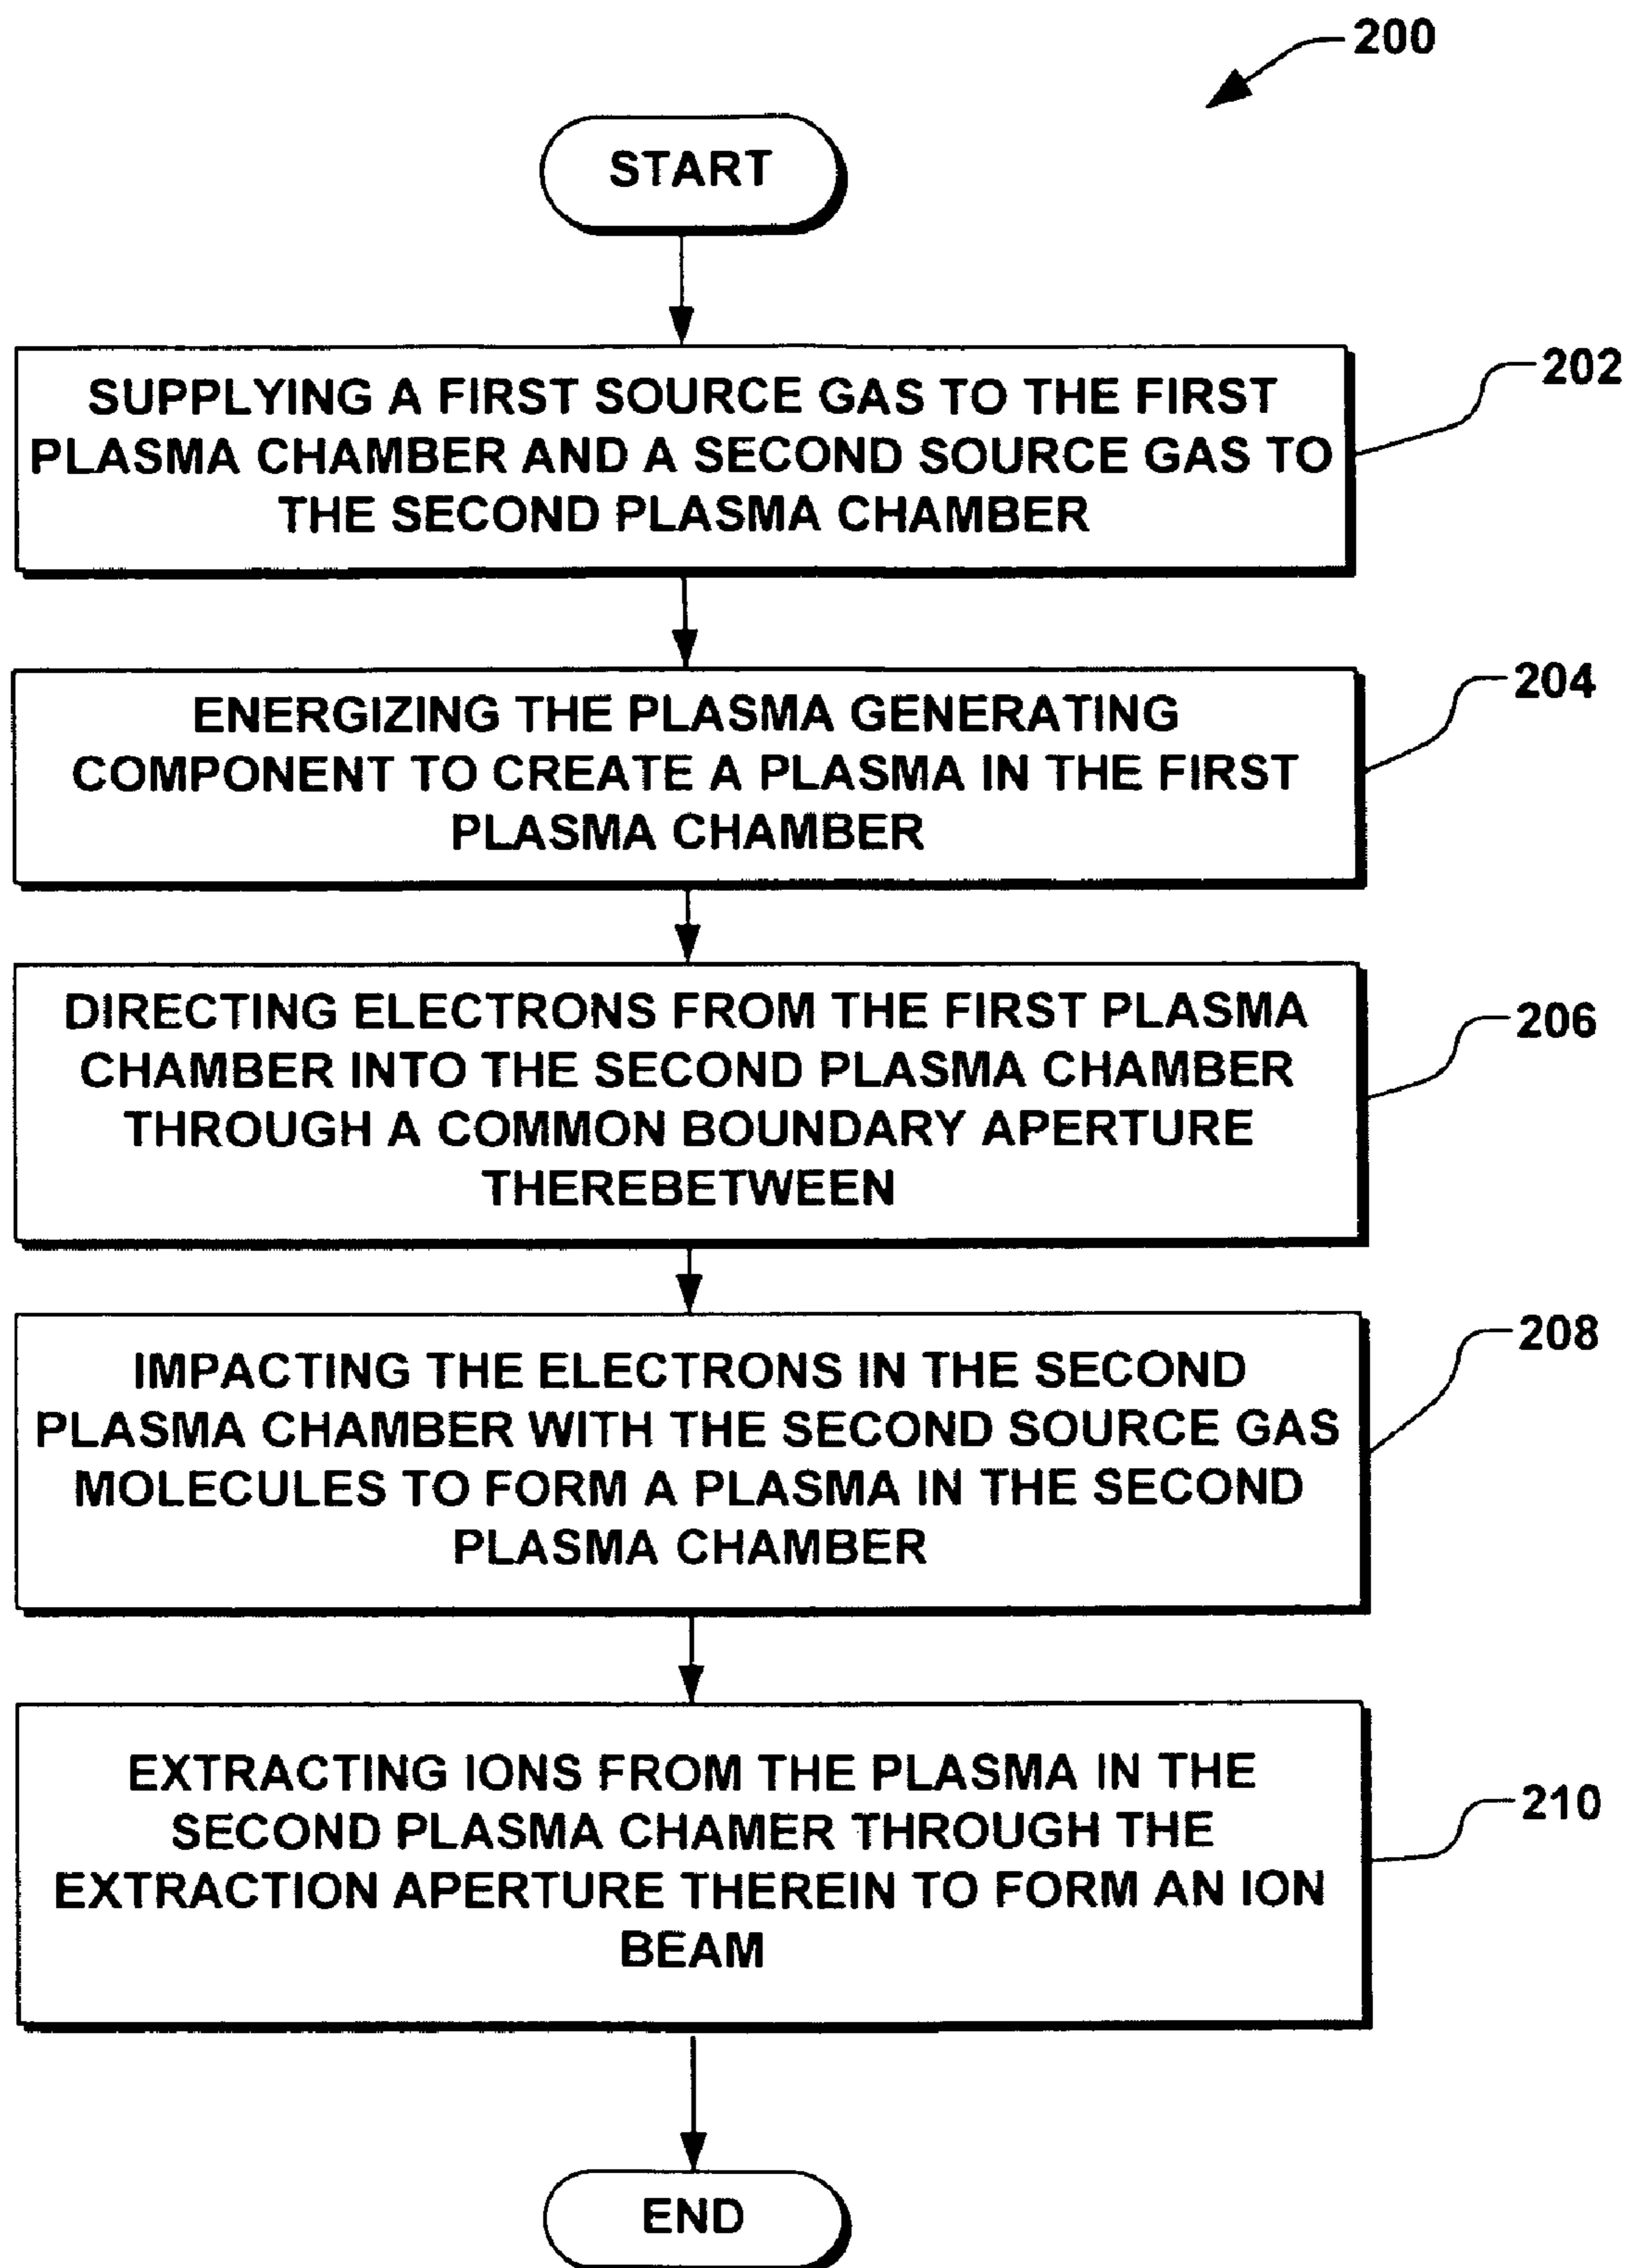 200
START
SUPPLYING A FIRST SOURCE GAS TO THE FIRST
PLASMA CHAMBER AND A SECOND SOURCE GAS TO
THE SECOND PLASMA CHAMBER
202
ENERGIZING THE PLASMA GENERATING
COMPONENT TO CREATE A PLASMA IN THE FIRST
PLASMA CHAMBER
204
DIRECTING ELECTRONS FROM THE FIRST PLASMA
CHAMBER INTO THE SECOND PLASMA CHAMBER
THROUGH A COMMON BOUNDARY APERTURE
THEREBETWEEN
206
IMPACTING THE ELECTRONS IN THE SECOND
PLASMA CHAMBER WITH THE SECOND SOURCE GAS
MOLECULES TO FORM A PLASMA IN THE SECOND
PLASMA CHAMBER
208
EXTRACTING IONS FROM THE PLASMA IN THE
SECOND PLASMA CHAMER THROUGH THE
EXTRACTION APERTURE THEREIN TO FORM AN ION
BEAM
210
END